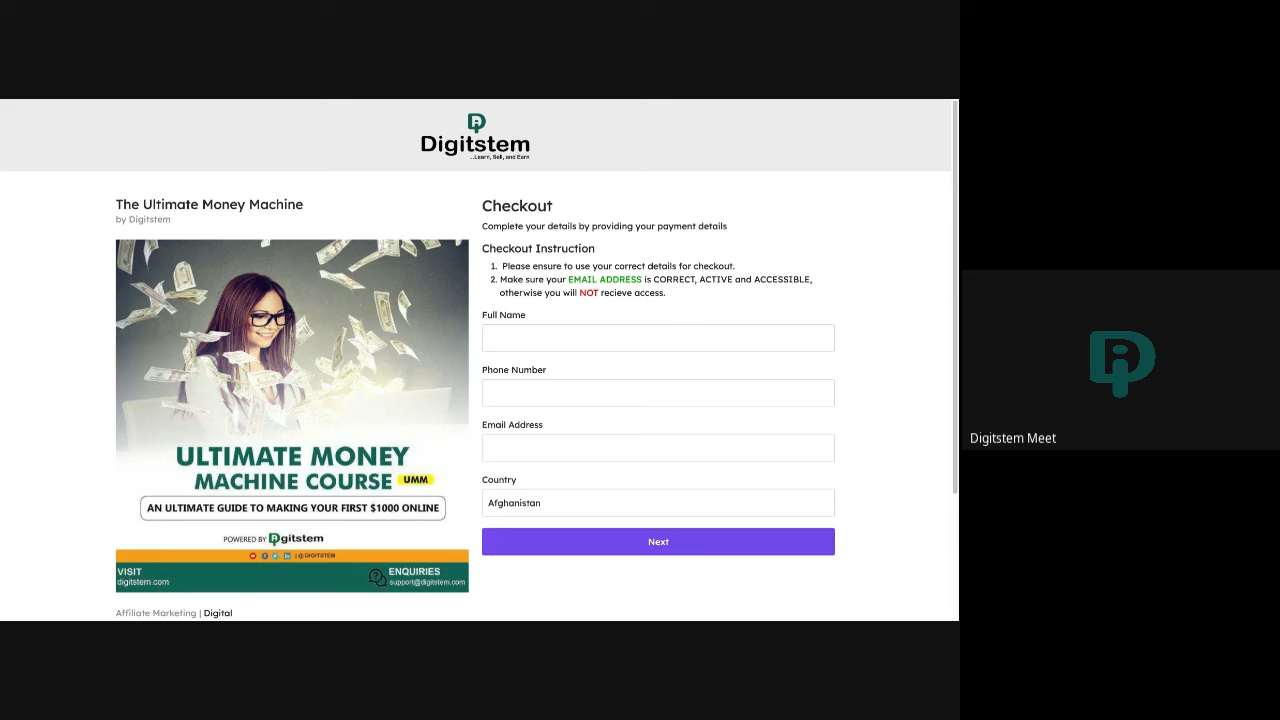 Digitstem
...Learn, Sell, and Earn
The Ultimate Money Machine
by Digitstem
ULTIMATE MONEY
MACHINE COURSE UMM
AN ULTIMATE GUIDE TO MAKING YOUR FIRST $1000 ONLINE
POWERED BY Digitstem
| @DIGITSTEM
VISIT
digitstem.com
ENQUIRIES
support@digitstem.com
Affiliate Marketing | Digital
Checkout
Complete your details by providing your payment details
Checkout Instruction
1. Please ensure to use your correct details for checkout.
2. Make sure your EMAIL ADDRESS is CORRECT, ACTIVE and ACCESSIBLE,
otherwise you will NOT recieve access.
Full Name
Phone Number
Email Address
Country
Afghanistan
Next
Digitstem Meet